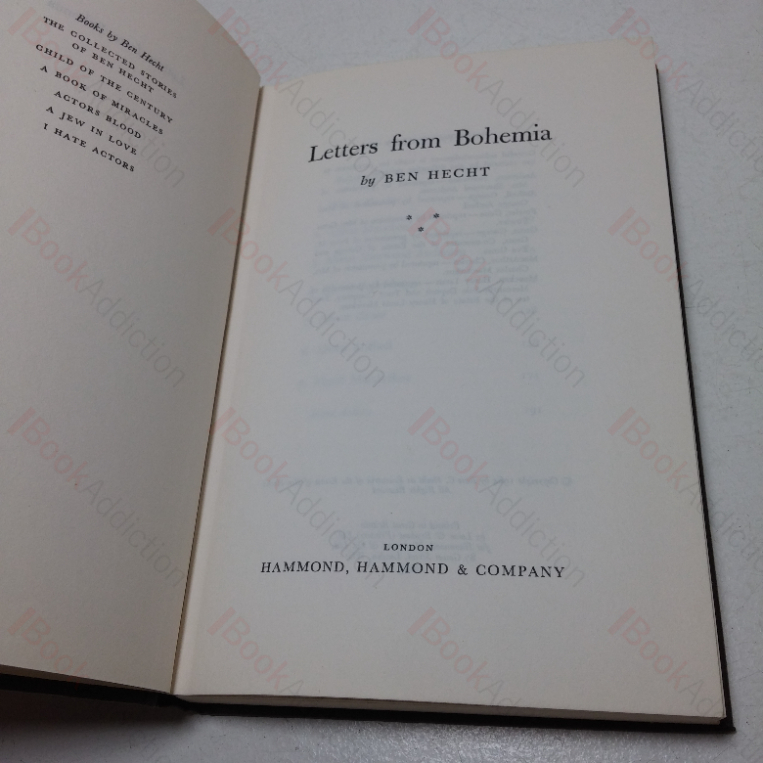 Books by Ben Hecht
THE COLLECTED STORIES
OF BEN HECHT
CHILD OF THE CENTURY
A BOOK OF MIRACLES
ACTORS BLOOD
A JEW IN LOVE
I HATE ACTORS
Letters from Bohemia
by BEN HECHT
* *
*
LONDON
HAMMOND, HAMMOND & COMPANY
BookAddiction